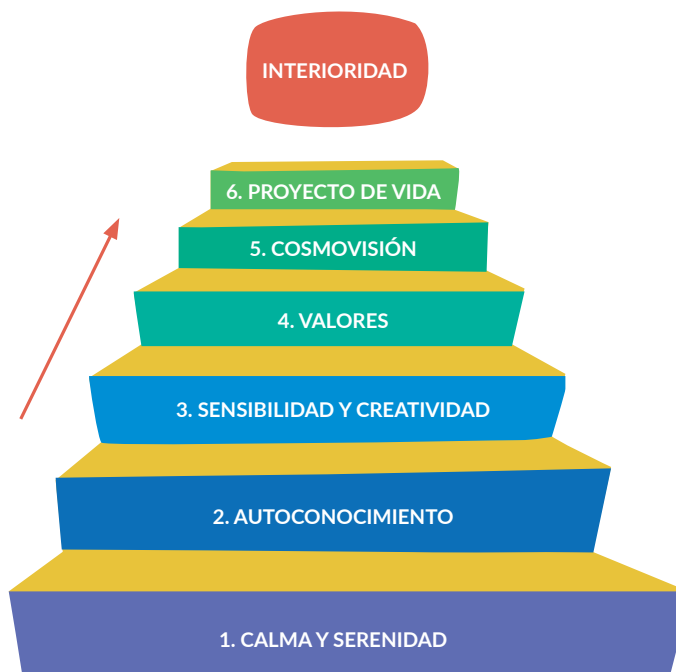 INTERIORIDAD
6. PROYECTO DE VIDA
5. COSMOVISIÓN
4. VALORES
3. SENSIBILIDAD Y CREATIVIDAD
2. AUTOCONOCIMIENTO
1. CALMA Y SERENIDAD